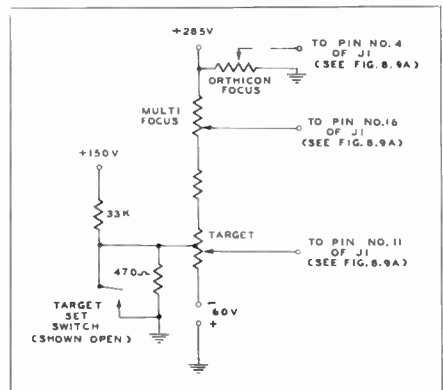 +285V
TO PIN NO. 4
OF J1
(SEE FIG. 8.9A)
ORTHICON
FOCUS
MULTI
FOCUS
TO PIN NO. 16
OF J1
(SEE FIG. 8.9A)
+150V
33K
TARGET
TO PIN NO. 11
OF J1
(SEE FIG. 8.9A)
470Ω
TARGET
SET
SWITCH
(SHOWN OPEN)
-
60V
+